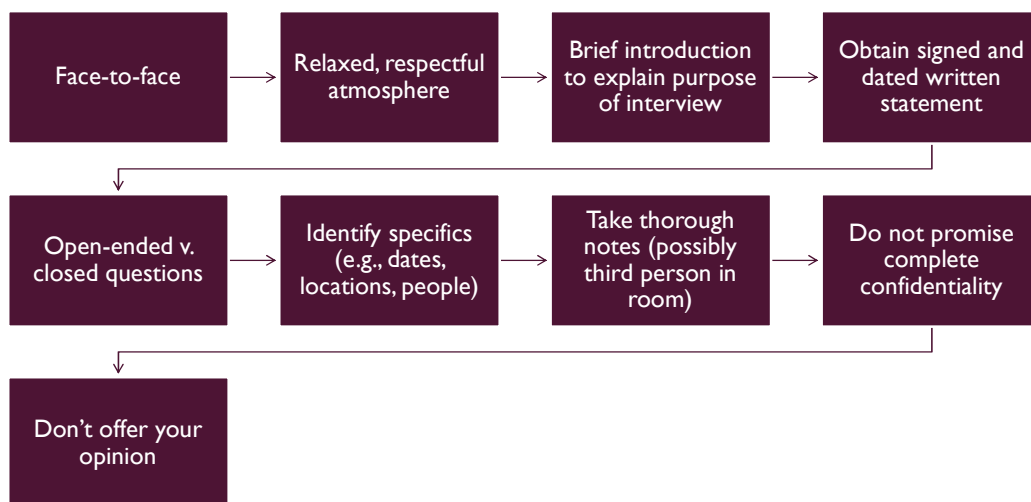 Face-to-face
Relaxed, respectful
atmosphere
Brief introduction
to explain purpose
of interview
Obtain signed and
dated written
statement
Open-ended v.
closed questions
Identify specifics
(e.g., dates,
locations, people)
Take thorough
notes (possibly
third person in
room)
Do not promise
complete
confidentiality
Don’t offer your
opinion